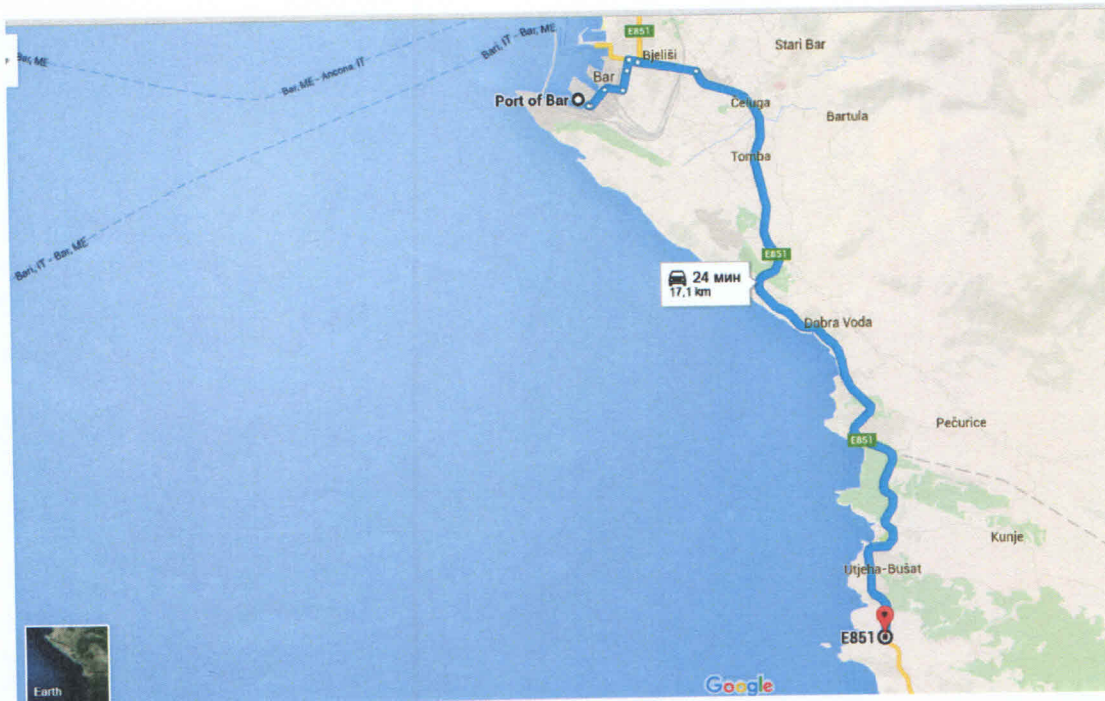 E851
Stari Bar
Bar, ME
Bar, ME - Ancona, IT
Bari, IT - Bar, ME
Bjeliši
Bar
Port of Bar
Čeluga
Bartula
Tomba
E851
24 мин
17,1 km
Bari, IT - Bar, ME
Dobra Voda
Pečurice
E851
Kunje
Utjeha-Bušat
E851
Earth
Google